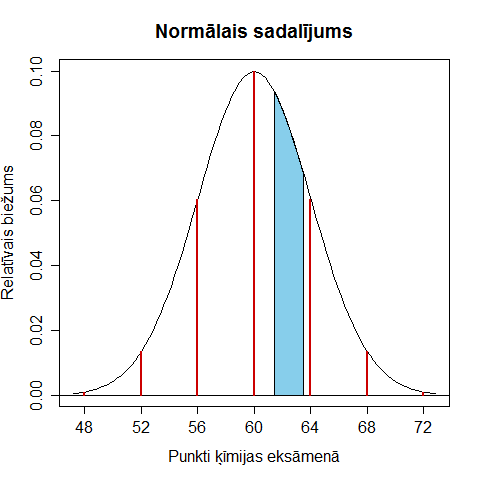 Normālais sadalījums
Relatīvais biežums
0.10
0.08
0.06
0.04
0.02
0.00
48 52 56 60 64 68 72
Punkti ķīmijas eksāmenā